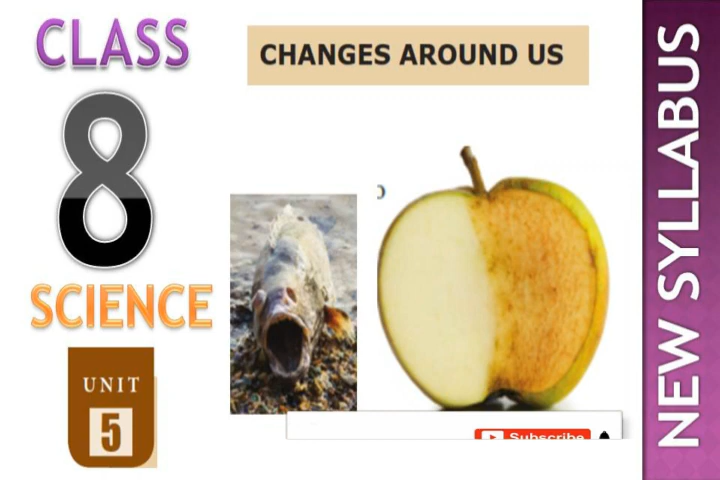 CLASS
8
SCIENCE
UNIT
5
CHANGES AROUND US
Subscribe
NEW SYLLABUS